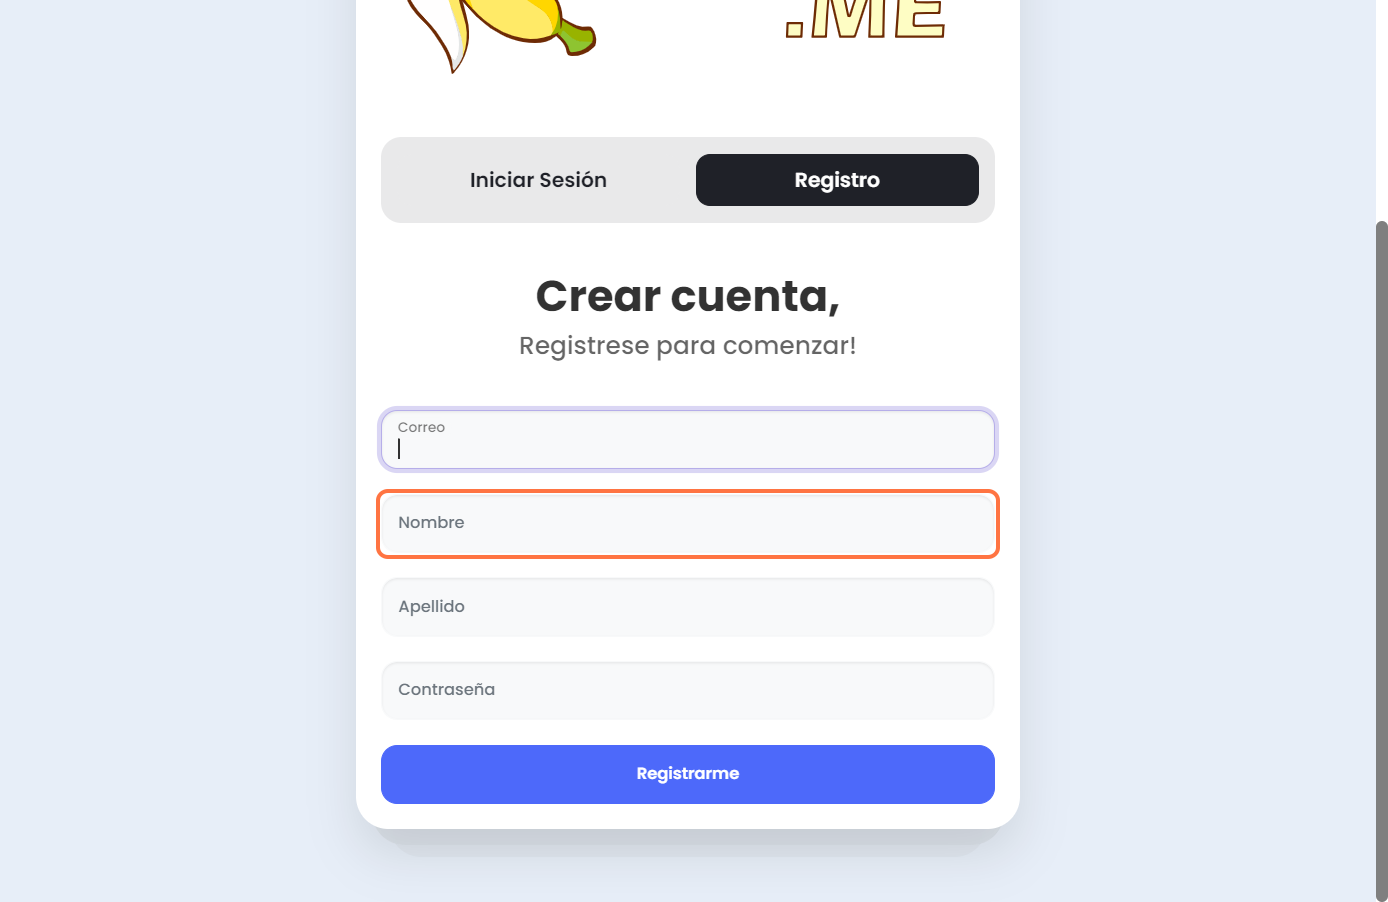 .ME
Iniciar Sesión
Registro
Crear cuenta,
Registrese para comenzar!
Correo
Nombre
Apellido
Contraseña
Registrarme